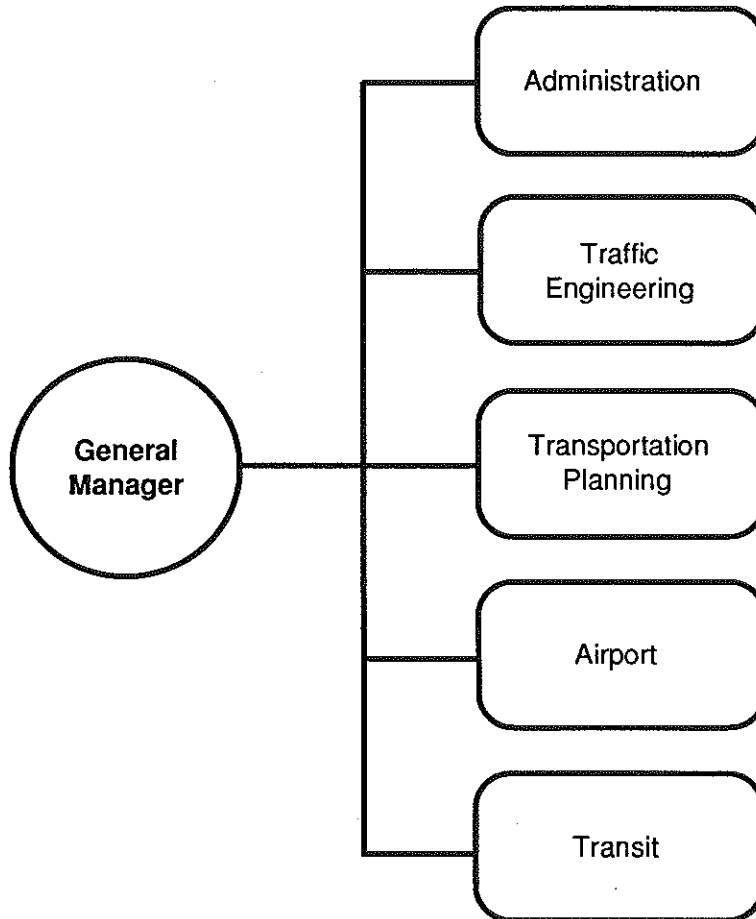 Administration
Traffic
Engineering
General
Manager
Transportation
Planning
Airport
Transit